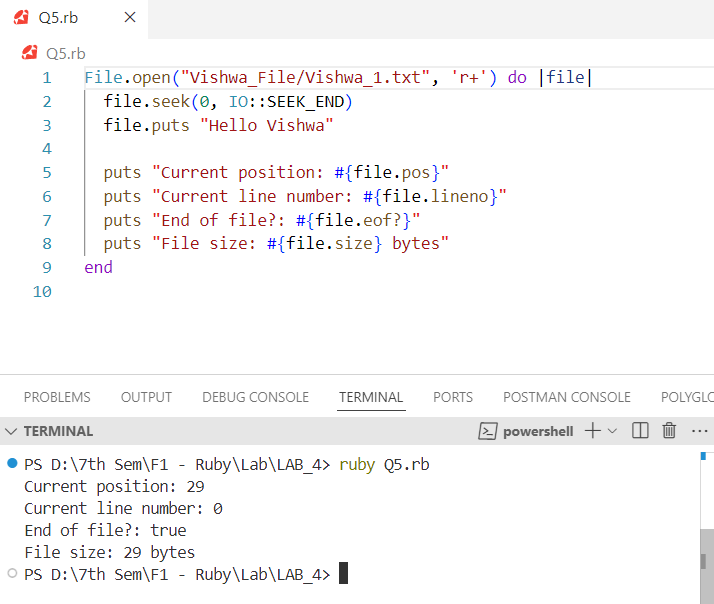 Q5.rb
Q5.rb
1 File.open("Vishwa_File/Vishwa_1.txt", 'r+') do |file|
2 file.seek(0, IO::SEEK_END)
3 file.puts "Hello Vishwa"
4
5 puts "Current position: #{file.pos}"
6 puts "Current line number: #{file.lineno}"
7 puts "End of file?: #{file.eof?}"
8 puts "File size: #{file.size} bytes"
9 end
10
PROBLEMS OUTPUT DEBUG CONSOLE TERMINAL PORTS POSTMAN CONSOLE POLYGLO
TERMINAL powershell
PS D:\7th Sem\F1 - Ruby\Lab\LAB_4> ruby Q5.rb
Current position: 29
Current line number: 0
End of file?: true
File size: 29 bytes
PS D:\7th Sem\F1 - Ruby\Lab\LAB_4>